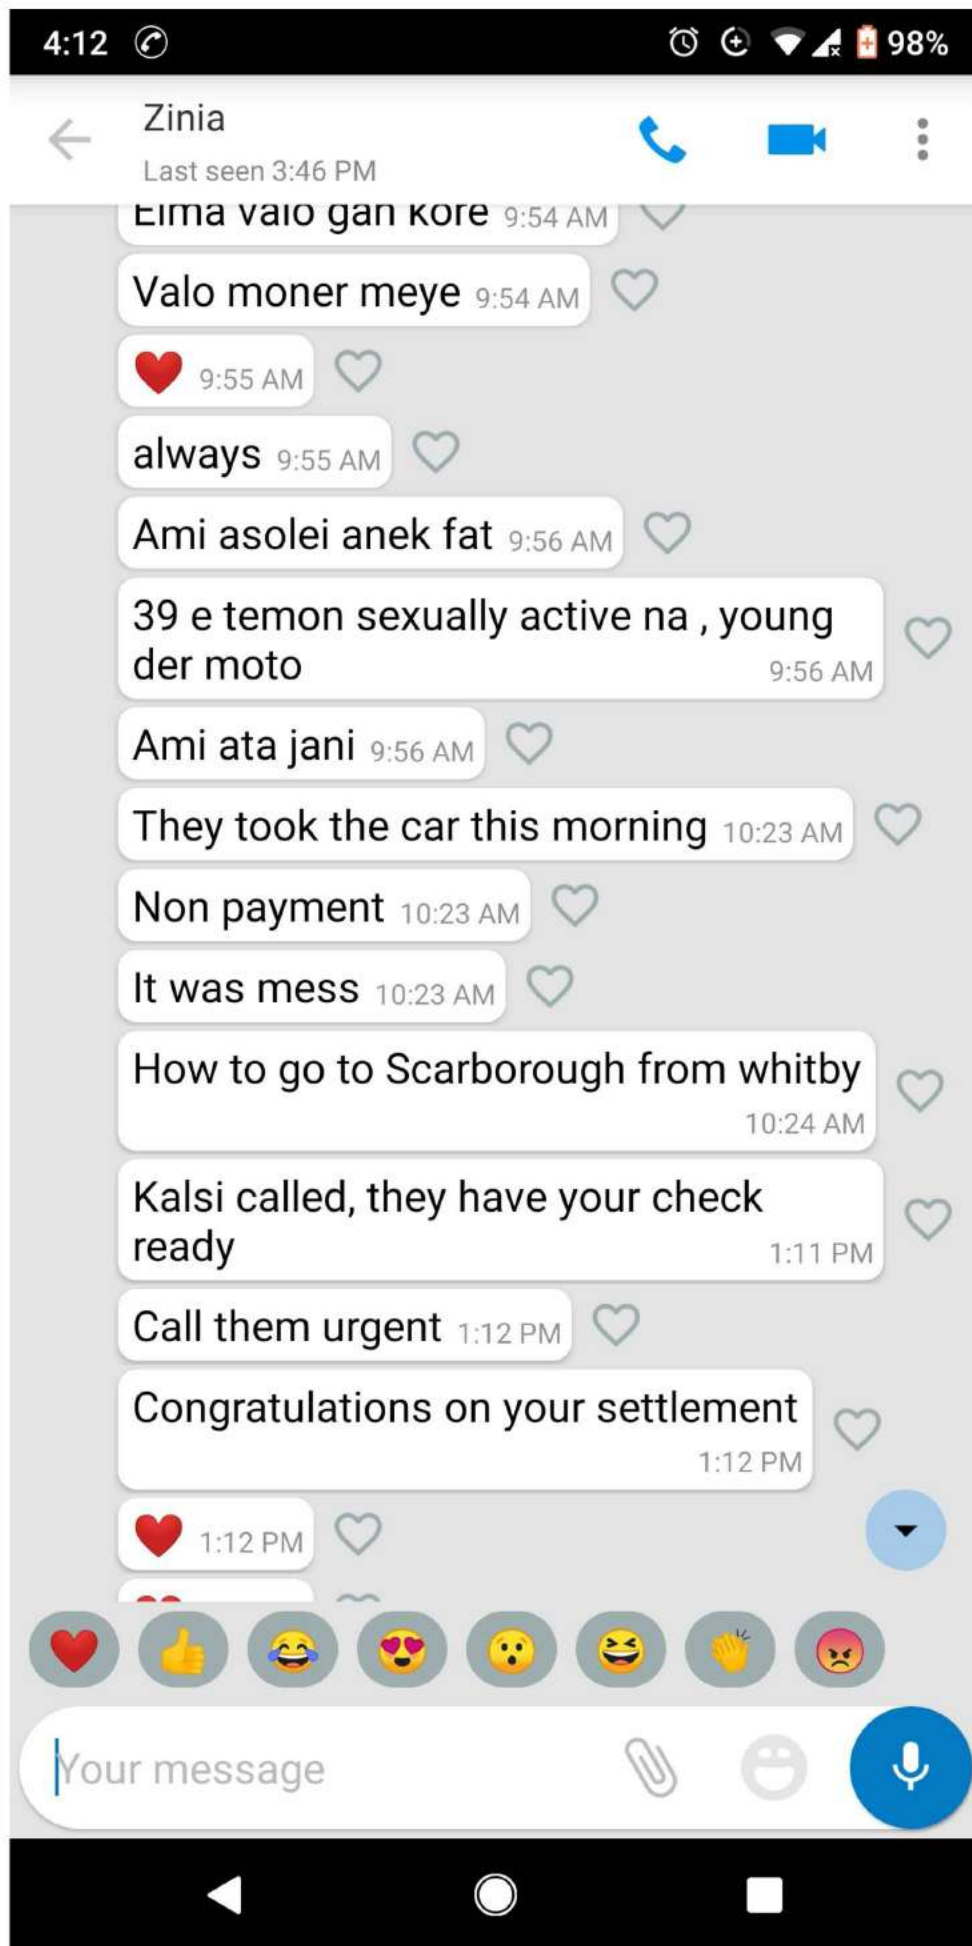 4:12 98%
Zinia
Last seen 3:46 PM
Eima valo gan kore 9:54 AM
Valo moner meye 9:54 AM
❤️ 9:55 AM
always 9:55 AM
Ami asolei anek fat 9:56 AM
39 e temon sexually active na , young
der moto 9:56 AM
Ami ata jani 9:56 AM
They took the car this morning 10:23 AM
Non payment 10:23 AM
It was mess 10:23 AM
How to go to Scarborough from whitby
10:24 AM
Kalsi called, they have your check
ready 1:11 PM
Call them urgent 1:12 PM
Congratulations on your settlement
1:12 PM
❤️ 1:12 PM
Your message